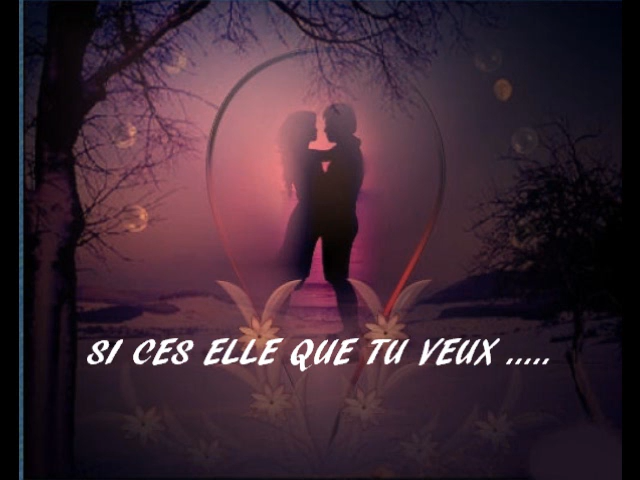 SI CES ELLE QUE TU VEUX .....